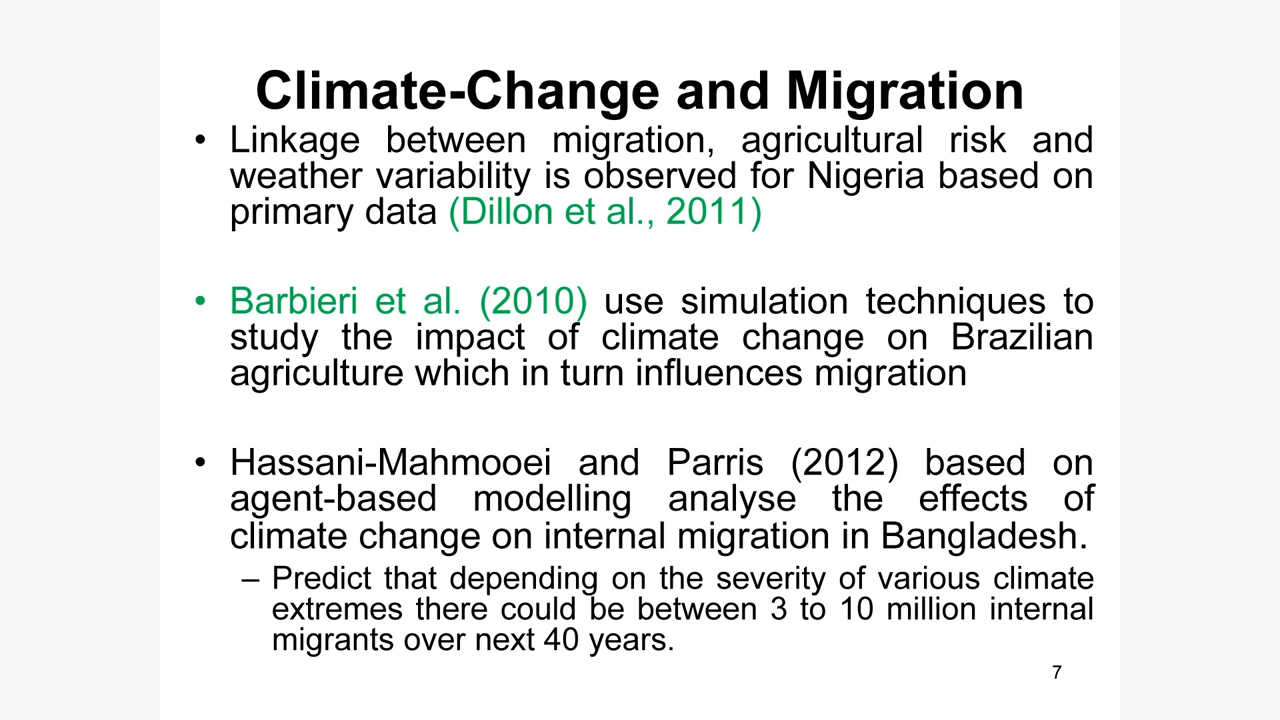 Climate-Change and Migration
• Linkage between migration, agricultural risk and
weather variability is observed for Nigeria based on
primary data (Dillon et al., 2011)
• Barbieri et al. (2010) use simulation techniques to
study the impact of climate change on Brazilian
agriculture which in turn influences migration
• Hassani-Mahmooei and Parris (2012) based on
agent-based modelling analyse the effects of
climate change on internal migration in Bangladesh.
– Predict that depending on the severity of various climate
extremes there could be between 3 to 10 million internal
migrants over next 40 years.
7